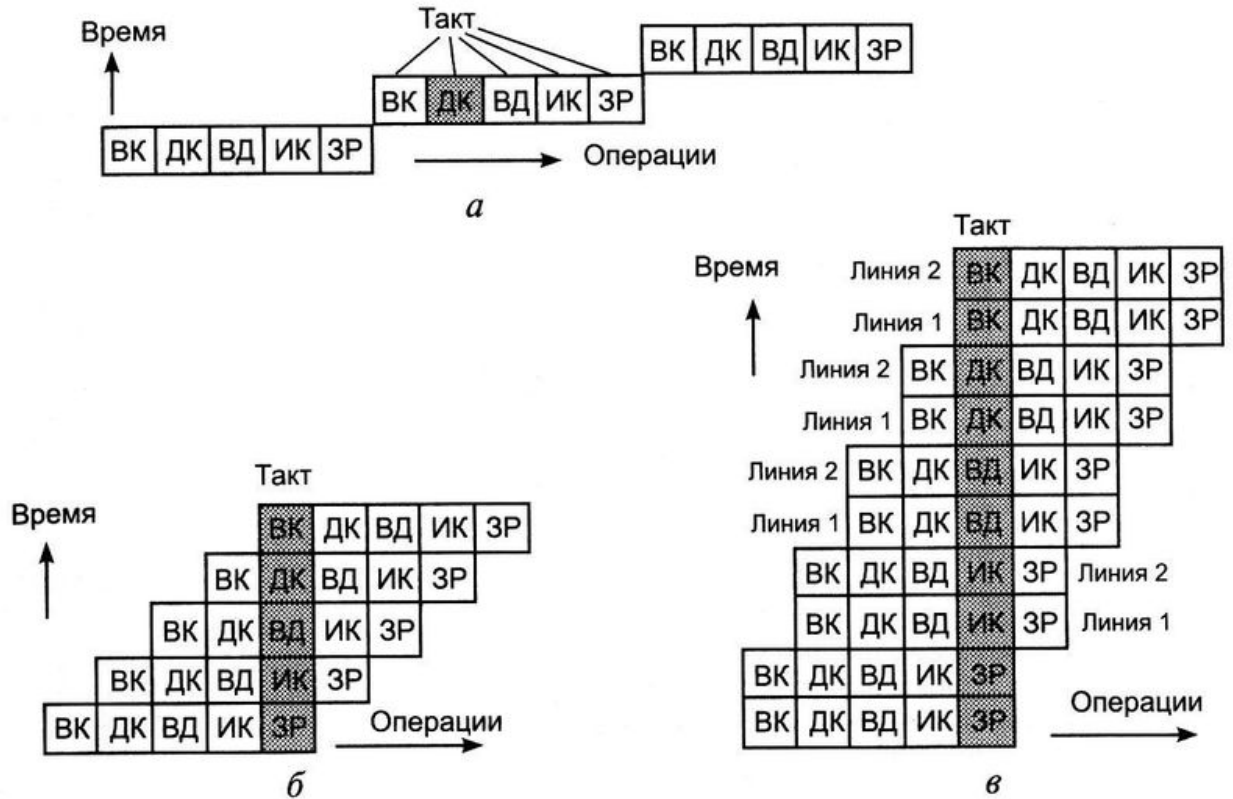 Время
Такт
ВК ДК ВД ИК ЗР
ВК ДК ВД ИК ЗР
ВК ДК ВД ИК ЗР
Операции
а
Такт
Время
ВК ДК ВД ИК ЗР
ВК ДК ВД ИК ЗР
ВК ДК ВД ИК ЗР
ВК ДК ВД ИК ЗР
ВК ДК ВД ИК ЗР
Операции
б
Такт
Время
Линия 2 ВК ДК ВД ИК ЗР
Линия 1 ВК ДК ВД ИК ЗР
Линия 2 ВК ДК ВД ИК ЗР
Линия 1 ВК ДК ВД ИК ЗР
Линия 2 ВК ДК ВД ИК ЗР
Линия 1 ВК ДК ВД ИК ЗР
ВК ДК ВД ИК ЗР Линия 2
ВК ДК ВД ИК ЗР Линия 1
ВК ДК ВД ИК ЗР
ВК ДК ВД ИК ЗР
Операции
в